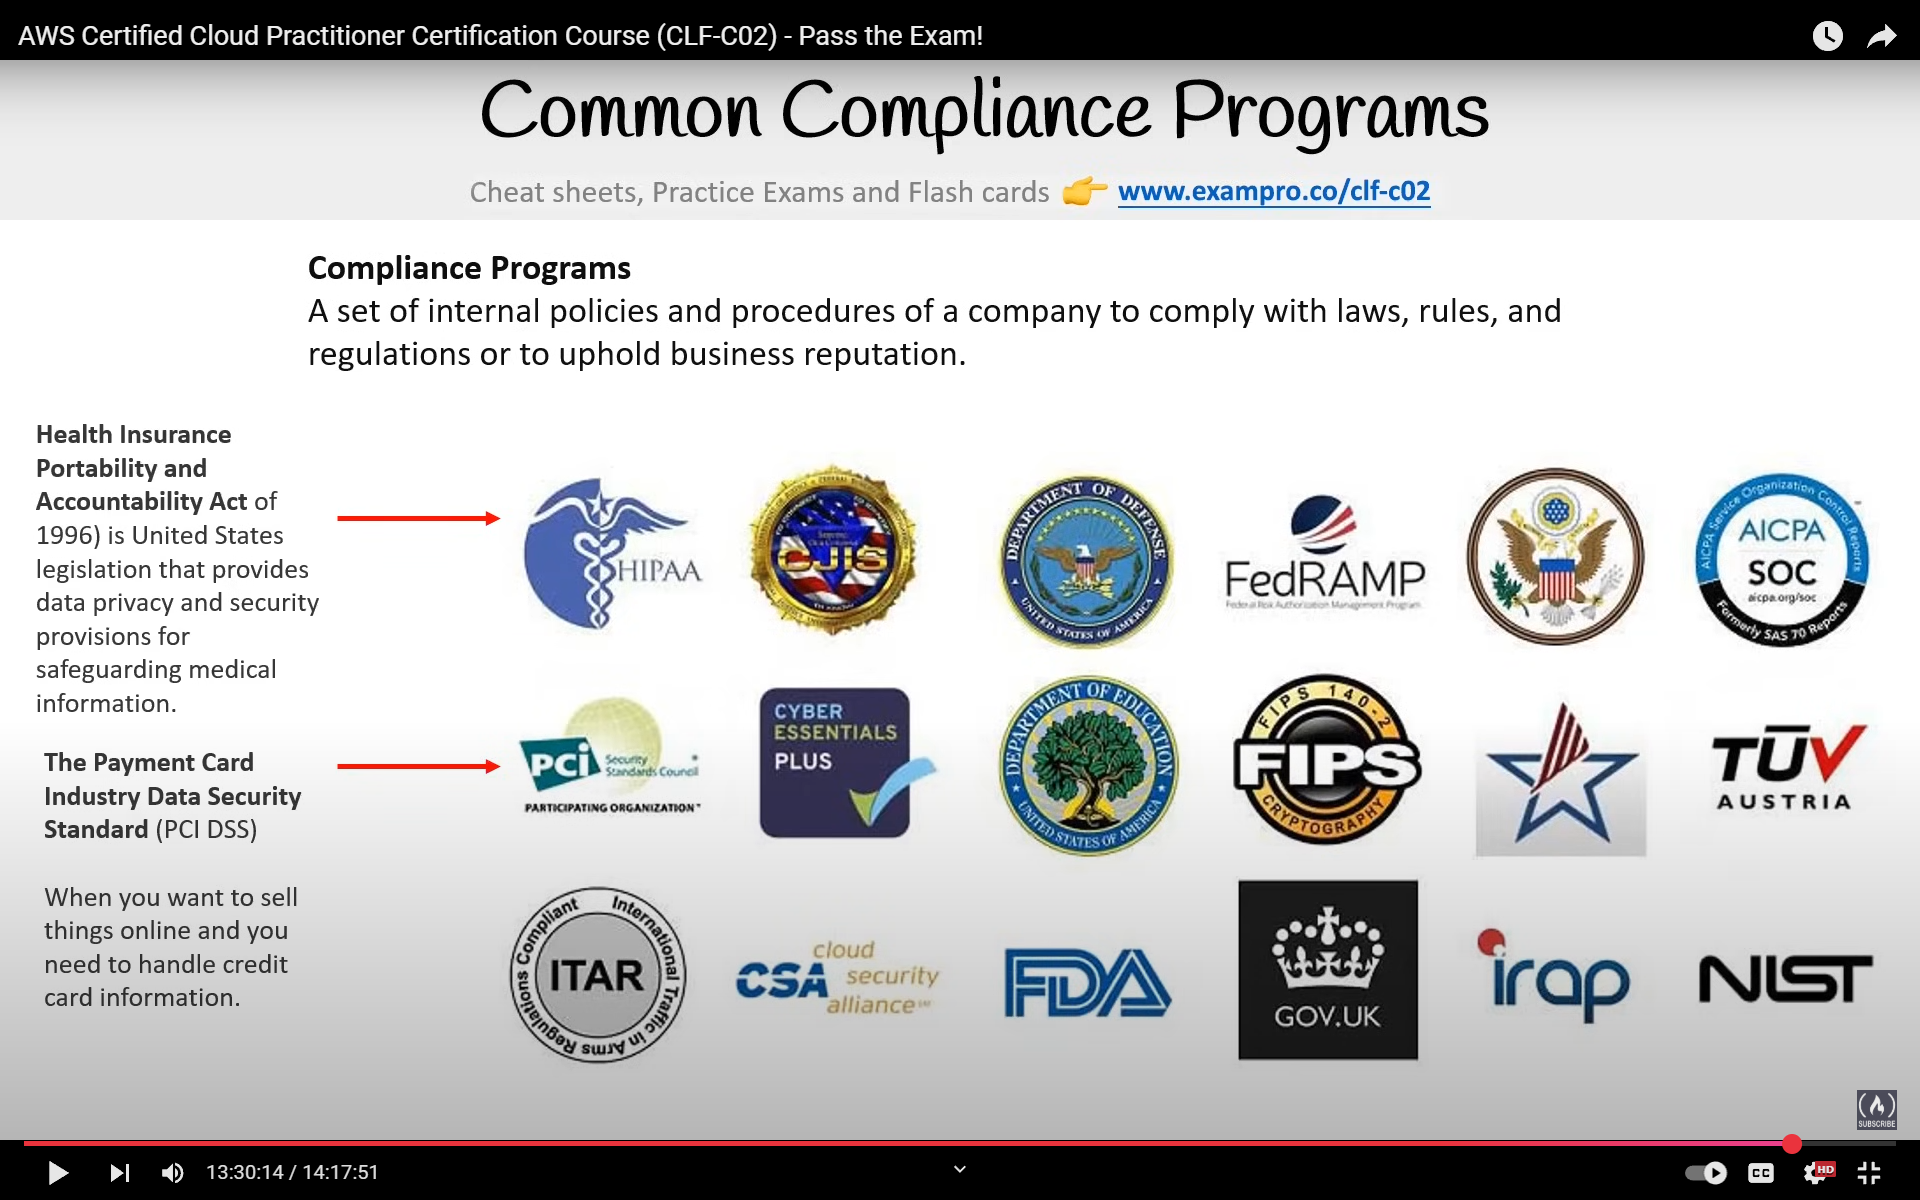 AWS Certified Cloud Practitioner Certification Course (CLF-C02) - Pass the Exam!
Common Compliance Programs
Cheat sheets, Practice Exams and Flash cards www.exampro.co/clf-c02
Compliance Programs
A set of internal policies and procedures of a company to comply with laws, rules, and
regulations or to uphold business reputation.
Health Insurance
Portability and
Accountability Act of
1996) is United States
legislation that provides
data privacy and security
provisions for
safeguarding medical
information.
The Payment Card
Industry Data Security
Standard (PCI DSS)
When you want to sell
things online and you
need to handle credit
card information.
HIPAA
CJIS
DEPARTMENT OF DEFENSE
UNITED STATES OF AMERICA
FedRAMP
Federal Risk Authorization Management Program
AICPA Service Organization Control Reports
AICPA
SOC
aicpa.org/soc
Formerly SAS 70 Reports
PCi Security
Standards Council
PARTICIPATING ORGANIZATION™
CYBER
ESSENTIALS
PLUS
DEPARTMENT OF EDUCATION
UNITED STATES OF AMERICA
FIPS 140-2
FIPS
CRYPTOGRAPHY
TÜV
AUSTRIA
International Traffic in Arms Regulations Compliant
ITAR
cloud
CSA security
alliance℠
FDA
GOV.UK
irap
NIST
SUBSCRIBE
13:30:14 / 14:17:51
CC
HD